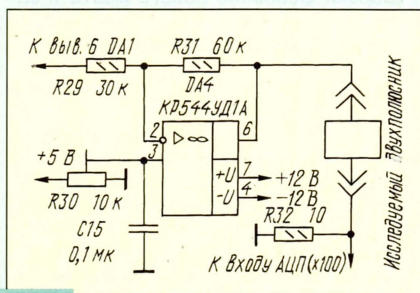 К выв. 6 DA1
R31 60 к
R29 30 к
DA4
КР544УД1А
2
▷ ∞
6
3
+5 В
+U
7
+12 В
-U
4
-12 В
R30 10 к
R32 10
C15
0,1 мк
К входу АЦП (×100)
Исследуемый двухполюсник